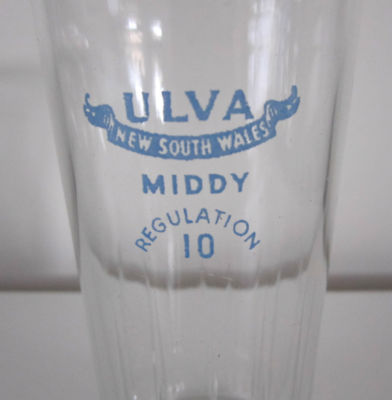 ULVA
NEW SOUTH WALES
MIDDY
REGULATION
10